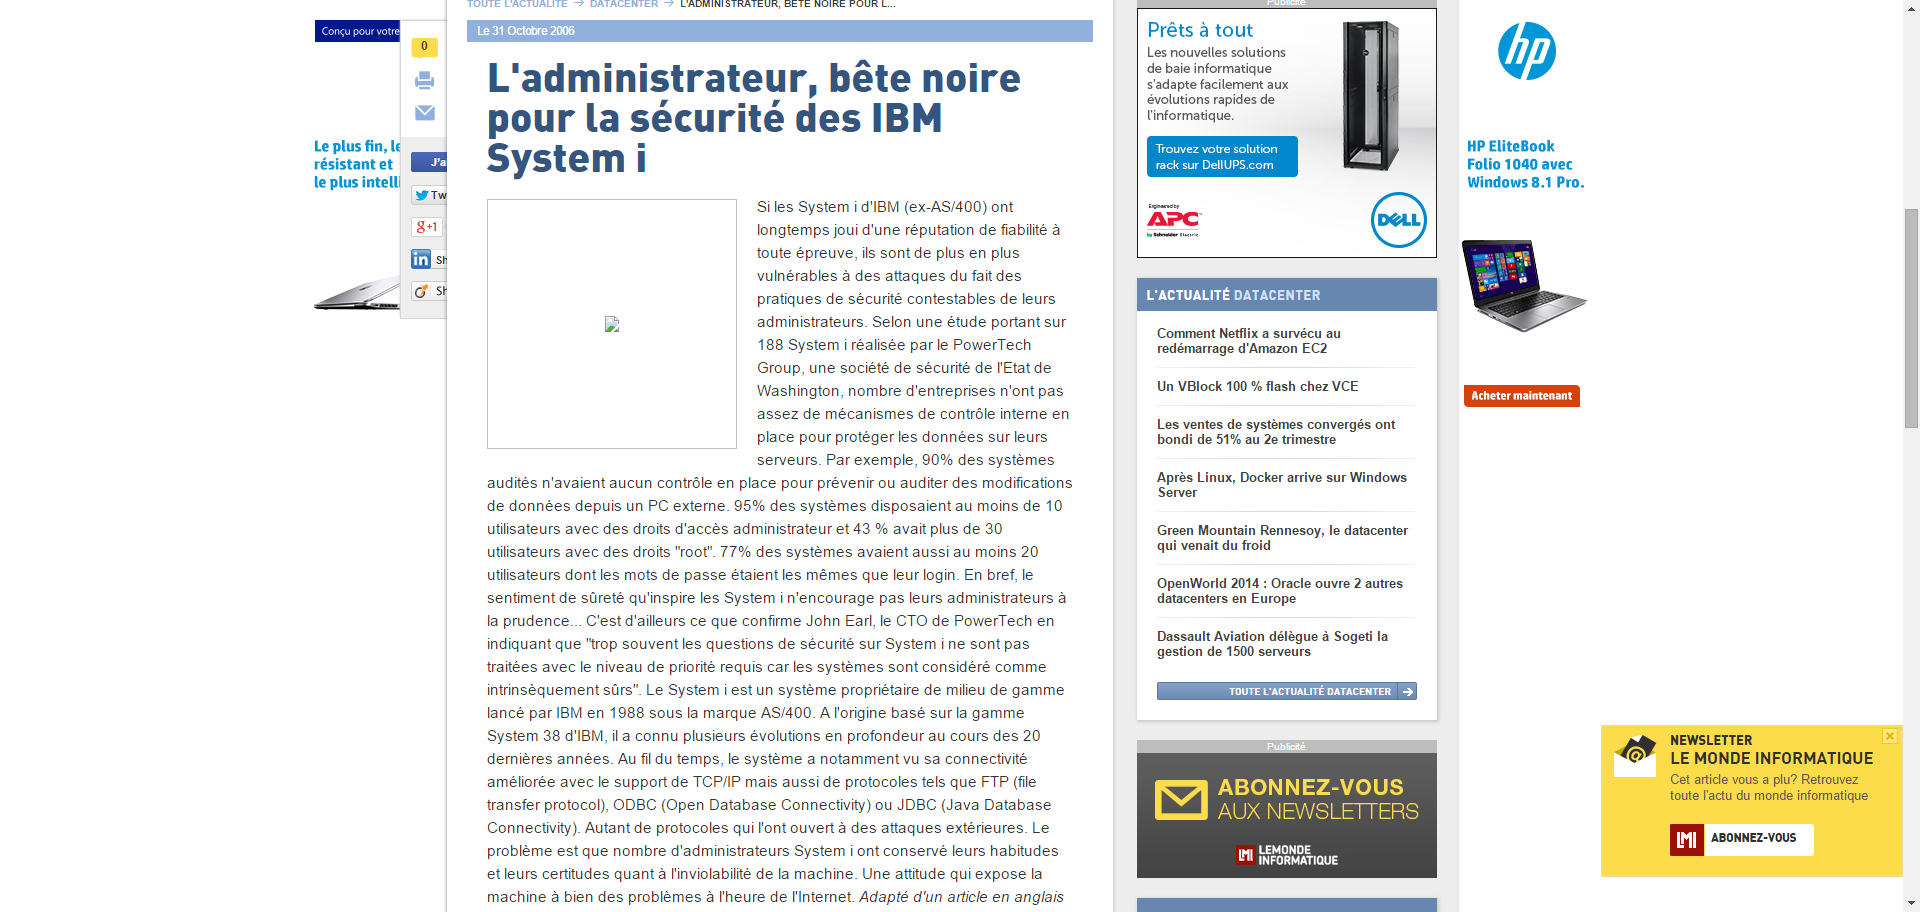 TOUTE L'ACTUALITÉ → DATACENTER → L'ADMINISTRATEUR, BÊTE NOIRE POUR L...
Le 31 Octobre 2006
L'administrateur, bête noire
pour la sécurité des IBM
System i
Si les System i d'IBM (ex-AS/400) ont
longtemps joui d'une réputation de fiabilité à
toute épreuve, ils sont de plus en plus
vulnérables à des attaques du fait des
pratiques de sécurité contestables de leurs
administrateurs. Selon une étude portant sur
188 System i réalisée par le PowerTech
Group, une société de sécurité de l'Etat de
Washington, nombre d'entreprises n'ont pas
assez de mécanismes de contrôle interne en
place pour protéger les données sur leurs
serveurs. Par exemple, 90% des systèmes
audités n'avaient aucun contrôle en place pour prévenir ou auditer des modifications
de données depuis un PC externe. 95% des systèmes disposaient au moins de 10
utilisateurs avec des droits d'accès administrateur et 43 % avait plus de 30
utilisateurs avec des droits "root". 77% des systèmes avaient aussi au moins 20
utilisateurs dont les mots de passe étaient les mêmes que leur login. En bref, le
sentiment de sûreté qu'inspire les System i n'encourage pas leurs administrateurs à
la prudence... C'est d'ailleurs ce que confirme John Earl, le CTO de PowerTech en
indiquant que "trop souvent les questions de sécurité sur System i ne sont pas
traitées avec le niveau de priorité requis car les systèmes sont considéré comme
intrinsèquement sûrs". Le System i est un système propriétaire de milieu de gamme
lancé par IBM en 1988 sous la marque AS/400. A l'origine basé sur la gamme
System 38 d'IBM, il a connu plusieurs évolutions en profondeur au cours des 20
dernières années. Au fil du temps, le système a notamment vu sa connectivité
améliorée avec le support de TCP/IP mais aussi de protocoles tels que FTP (file
transfer protocol), ODBC (Open Database Connectivity) ou JDBC (Java Database
Connectivity). Autant de protocoles qui l'ont ouvert à des attaques extérieures. Le
problème est que nombre d'administrateurs System i ont conservé leurs habitudes
et leurs certitudes quant à l'inviolabilité de la machine. Une attitude qui expose la
machine à bien des problèmes à l'heure de l'Internet. Adapté d'un article en anglais
Conçu pour votre
Le plus fin, le
résistant et
le plus intelli
0
J'a
Tw
g+1
in Sh
Sh
Publicité
Prêts à tout
Les nouvelles solutions
de baie informatique
s'adapte facilement aux
évolutions rapides de
l'informatique.
Trouvez votre solution
rack sur DellUPS.com
Engineered by
APC
by Schneider Electric
DELL
L'ACTUALITÉ DATACENTER
Comment Netflix a survécu au
redémarrage d'Amazon EC2
Un VBlock 100 % flash chez VCE
Les ventes de systèmes convergés ont
bondi de 51% au 2e trimestre
Après Linux, Docker arrive sur Windows
Server
Green Mountain Rennesoy, le datacenter
qui venait du froid
OpenWorld 2014 : Oracle ouvre 2 autres
datacenters en Europe
Dassault Aviation délègue à Sogeti la
gestion de 1500 serveurs
TOUTE L'ACTUALITÉ DATACENTER
Publicité
ABONNEZ-VOUS
AUX NEWSLETTERS
LMI LEMONDE
INFORMATIQUE
hp
HP EliteBook
Folio 1040 avec
Windows 8.1 Pro.
Acheter maintenant
NEWSLETTER
LE MONDE INFORMATIQUE
Cet article vous a plu? Retrouvez
toute l'actu du monde informatique
LMI ABONNEZ-VOUS